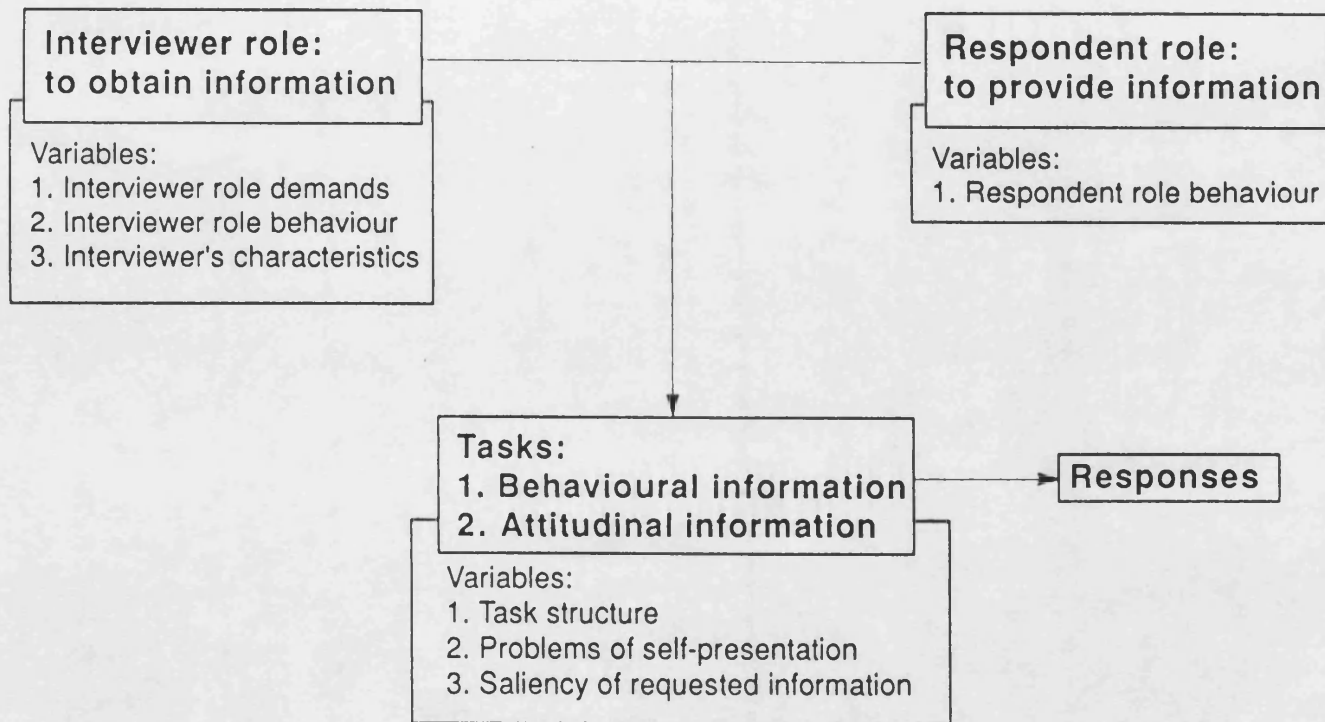 Interviewer role:
to obtain information
Variables:
1. Interviewer role demands
2. Interviewer role behaviour
3. Interviewer's characteristics
Respondent role:
to provide information
Variables:
1. Respondent role behaviour
Tasks:
1. Behavioural information
2. Attitudinal information
Variables:
1. Task structure
2. Problems of self-presentation
3. Saliency of requested information
Responses